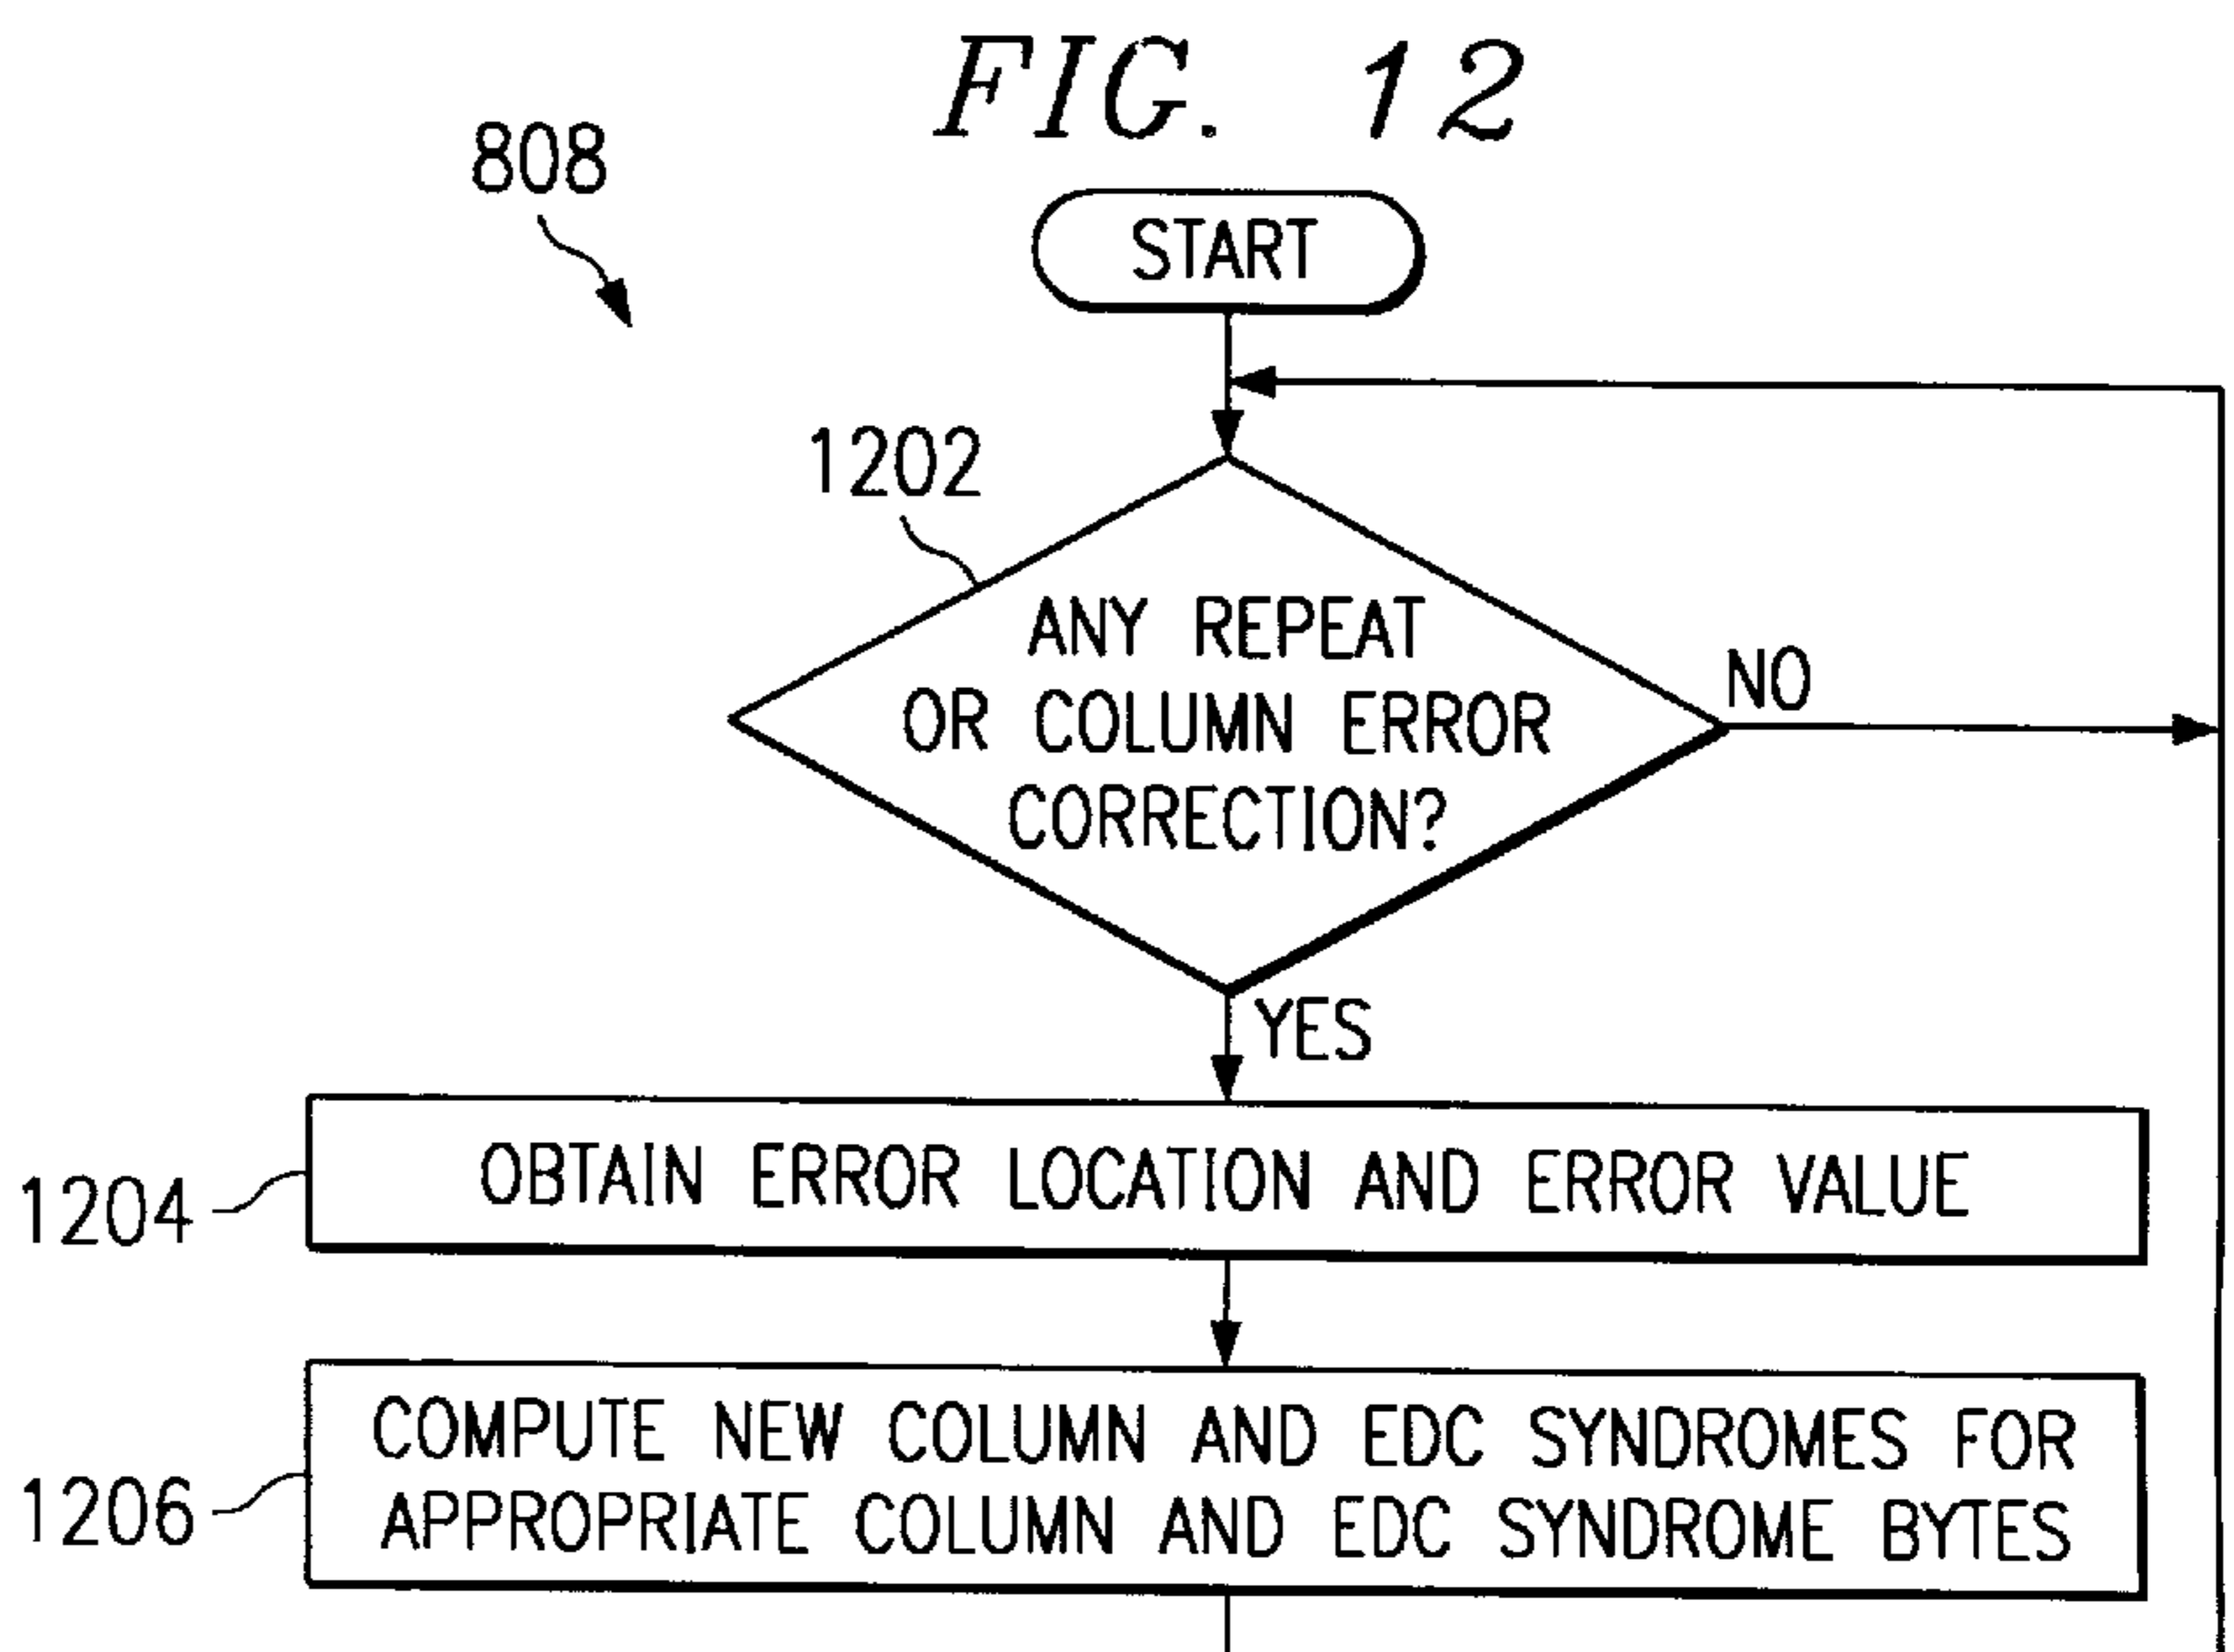 FIG. 12
808
START
1202
ANY REPEAT
OR COLUMN ERROR
CORRECTION?
NO
YES
1204
OBTAIN ERROR LOCATION AND ERROR VALUE
1206
COMPUTE NEW COLUMN AND EDC SYNDROMES FOR
APPROPRIATE COLUMN AND EDC SYNDROME BYTES